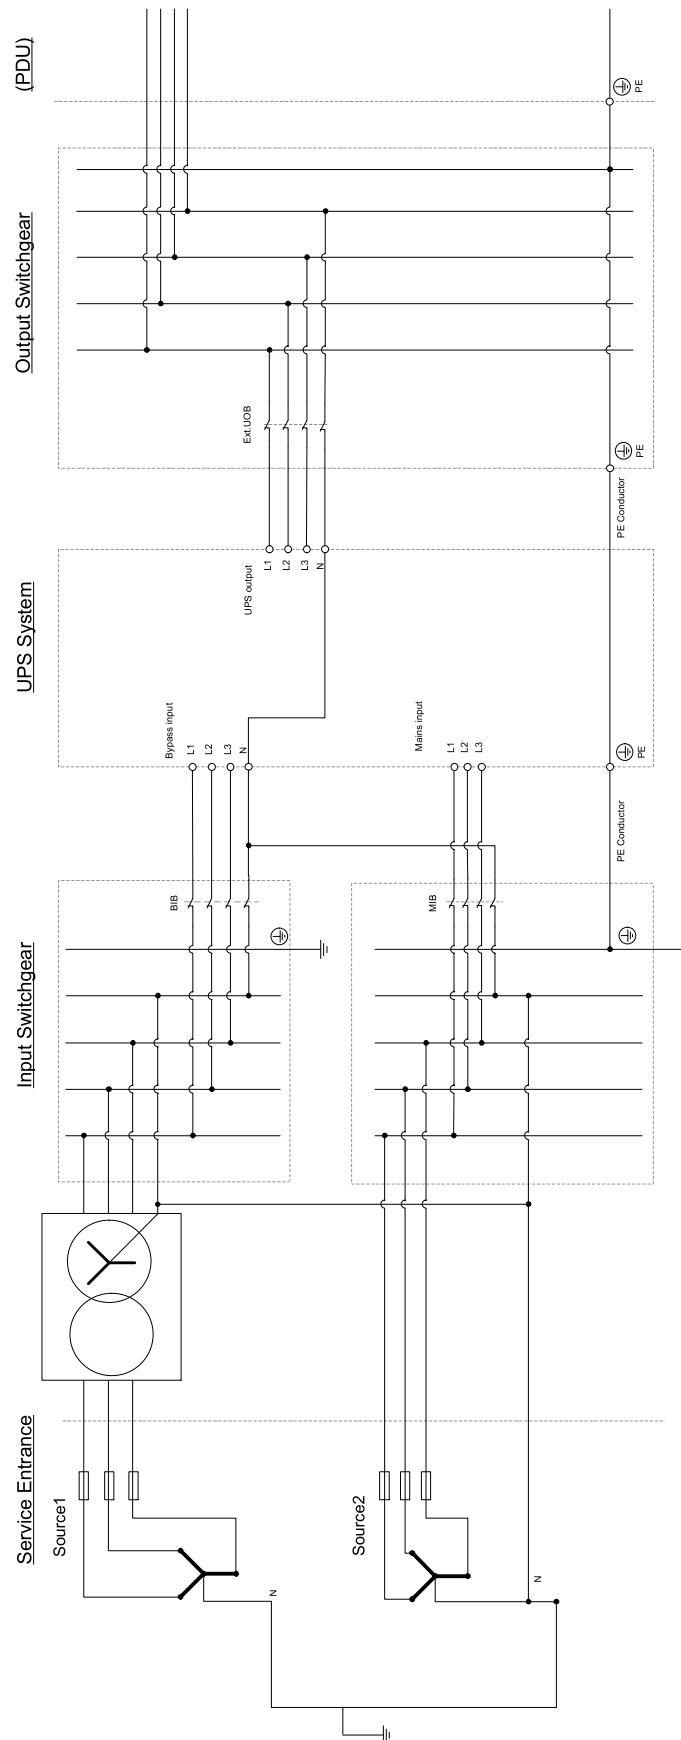 (PDU)
PE
Output Switchgear
Ext.UOB
PE
PE Conductor
UPS System
UPS output
L1
L2
L3
N
Bypass input
L1
L2
L3
N
Mains input
L1
L2
L3
PE
PE Conductor
Input Switchgear
BIB
MIB
Service Entrance
Source1
N
Source2
N